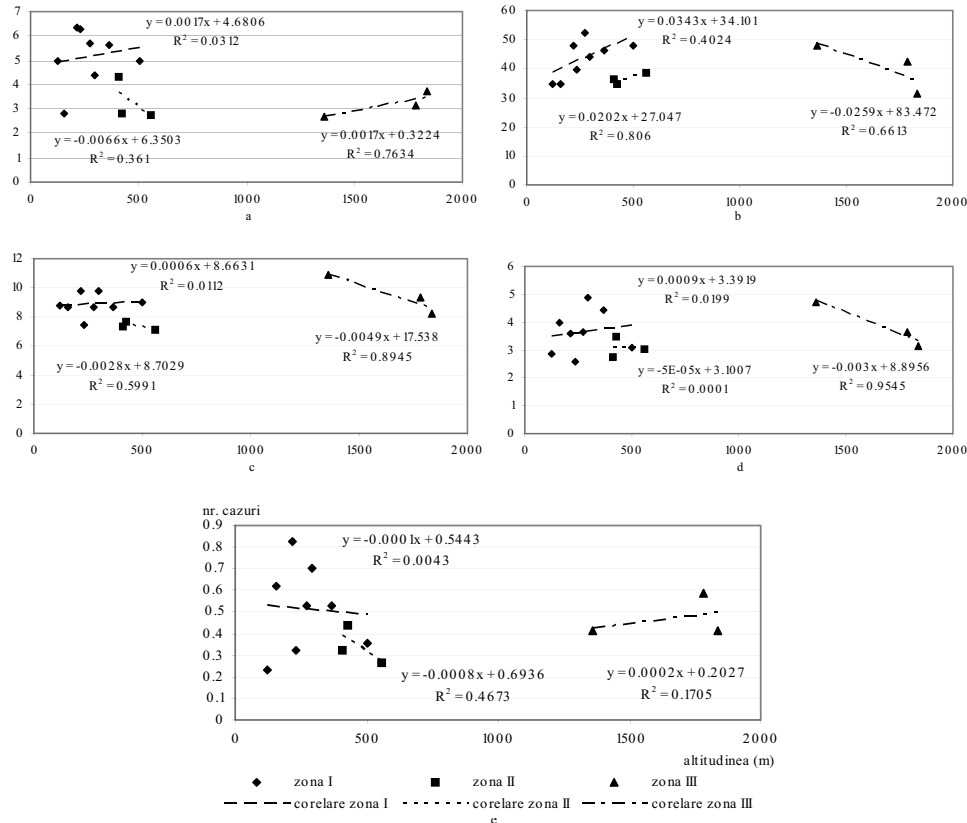 7
6
5
4
3
2
1
0
y = 0.0017x + 4.6806
R² = 0.0312
y = -0.0066x + 6.3503
R² = 0.361
y = 0.0017x + 0.3224
R² = 0.7634
0 500 1000 1500 2000
a
60
50
40
30
20
10
0
y = 0.0343x + 34.101
R² = 0.4024
y = 0.0202x + 27.047
R² = 0.806
y = -0.0259x + 83.472
R² = 0.6613
0 500 1000 1500 2000
b
12
10
8
6
4
2
0
y = 0.0006x + 8.6631
R² = 0.0112
y = -0.0028x + 8.7029
R² = 0.5991
y = -0.0049x + 17.538
R² = 0.8945
0 500 1000 1500 2000
c
6
5
4
3
2
1
0
y = 0.0009x + 3.3919
R² = 0.0199
y = -5E-05x + 3.1007
R² = 0.0001
y = -0.003x + 8.8956
R² = 0.9545
0 500 1000 1500 2000
d
nr. cazuri
0.9
0.8
0.7
0.6
0.5
0.4
0.3
0.2
0.1
0
y = -0.0001x + 0.5443
R² = 0.0043
y = -0.0008x + 0.6936
R² = 0.4673
y = 0.0002x + 0.2027
R² = 0.1705
0 500 1000 1500 2000
altitudinea (m)
zona I zona II zona III
corelare zona I corelare zona II corelare zona III
e